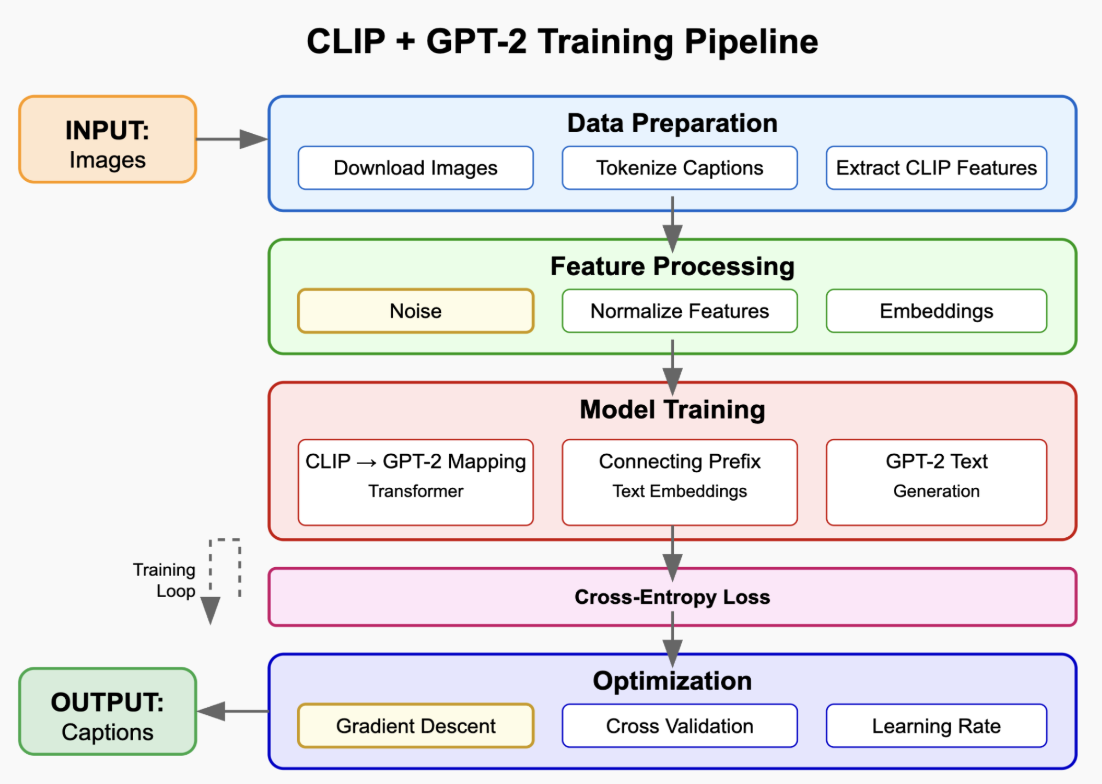 CLIP + GPT-2 Training Pipeline
INPUT:
Images
Data Preparation
Download Images
Tokenize Captions
Extract CLIP Features
Feature Processing
Noise
Normalize Features
Embeddings
Model Training
CLIP → GPT-2 Mapping
Transformer
Connecting Prefix
Text Embeddings
GPT-2 Text
Generation
Training
Loop
Cross-Entropy Loss
Optimization
Gradient Descent
Cross Validation
Learning Rate
OUTPUT:
Captions